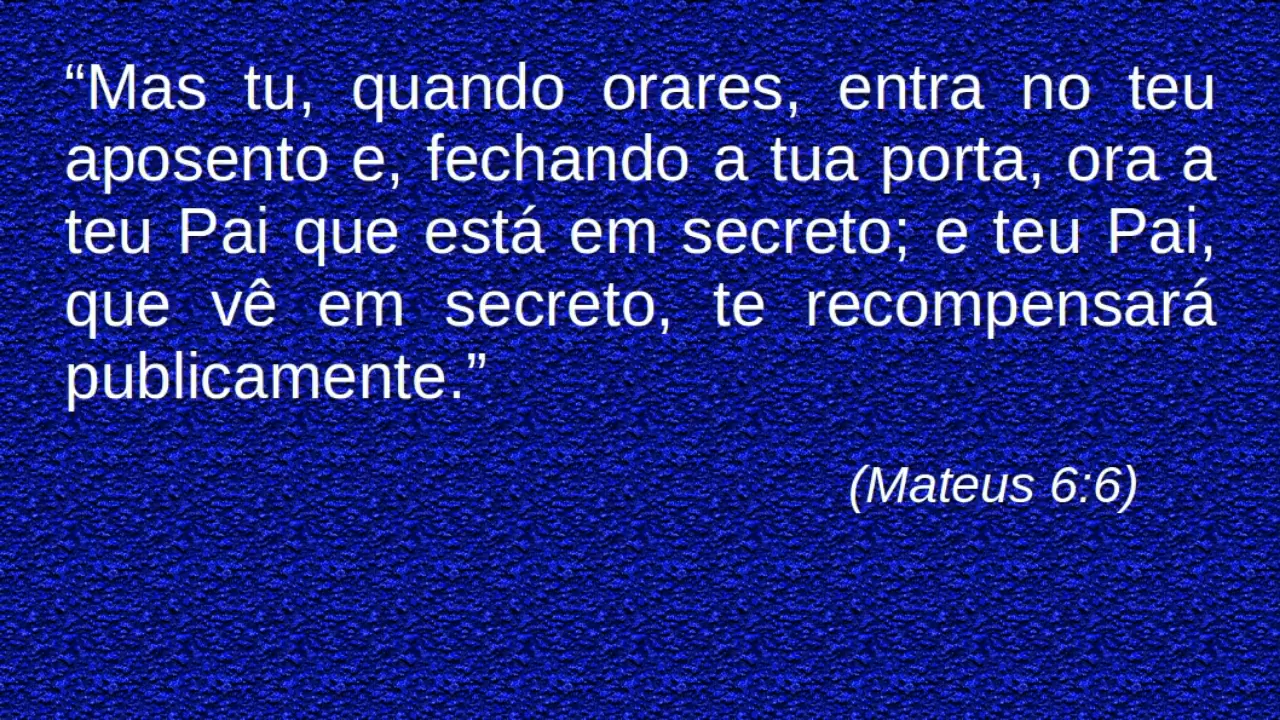 “Mas tu, quando orares, entra no teu
aposento e, fechando a tua porta, ora a
teu Pai que está em secreto; e teu Pai,
que vê em secreto, te recompensará
publicamente.”
(Mateus 6:6)